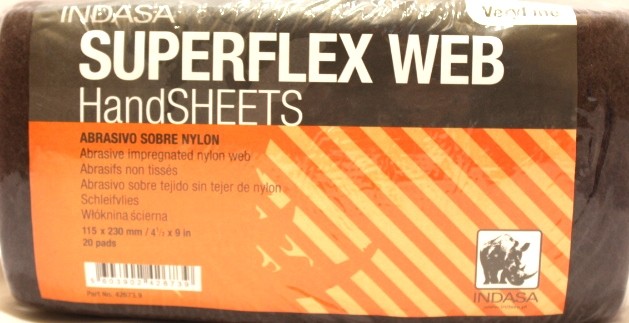 INDASA
Very Fine
SUPERFLEX WEB
HandSHEETS
ABRASIVO SOBRE NYLON
Abrasive impregnated nylon web
Abrasifs non tissés
Abrasivo sobre tejido sin tejer de nylon
Schleifvlies
Włóknina ścierna
115 x 230 mm / 4½ x 9 in
20 pads
INDASA